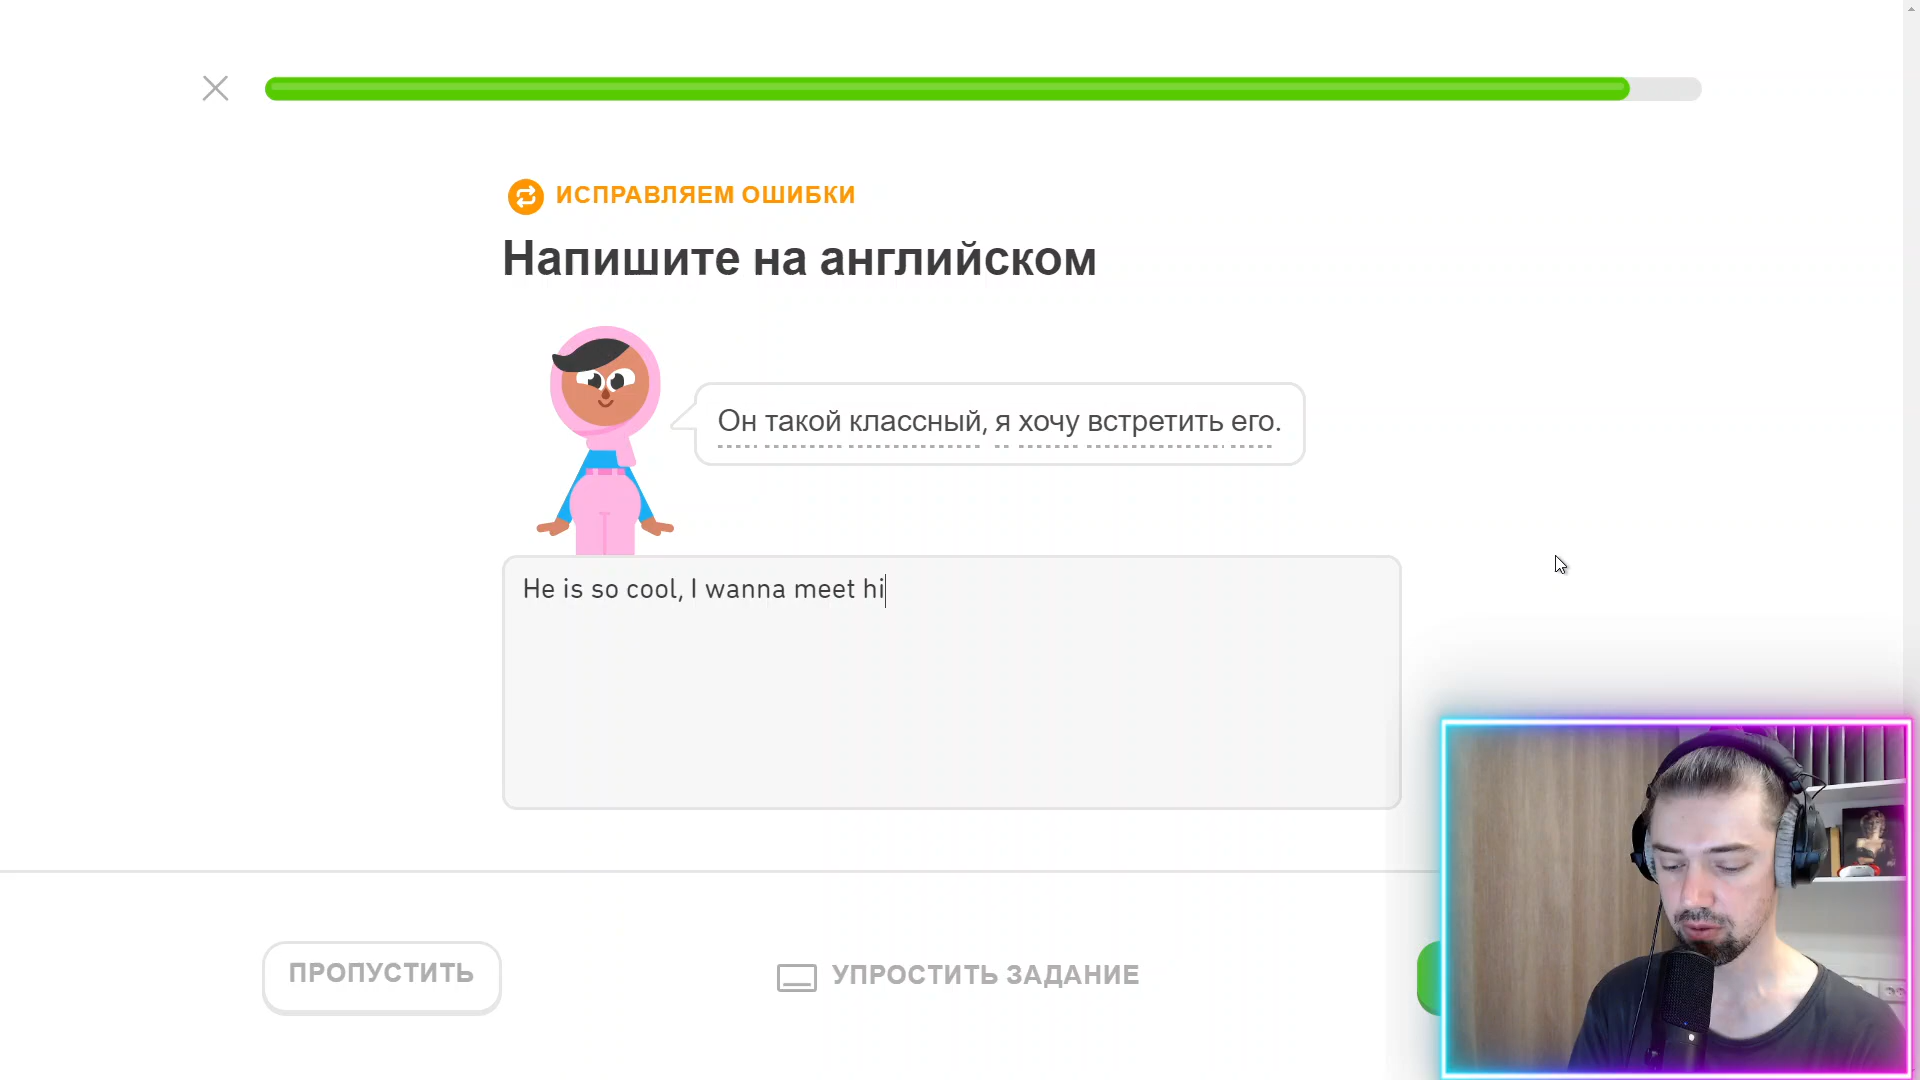 ИСПРАВЛЯЕМ ОШИБКИ
Напишите на английском
Он такой классный, я хочу встретить его.
He is so cool, I wanna meet hi
ПРОПУСТИТЬ
УПРОСТИТЬ ЗАДАНИЕ